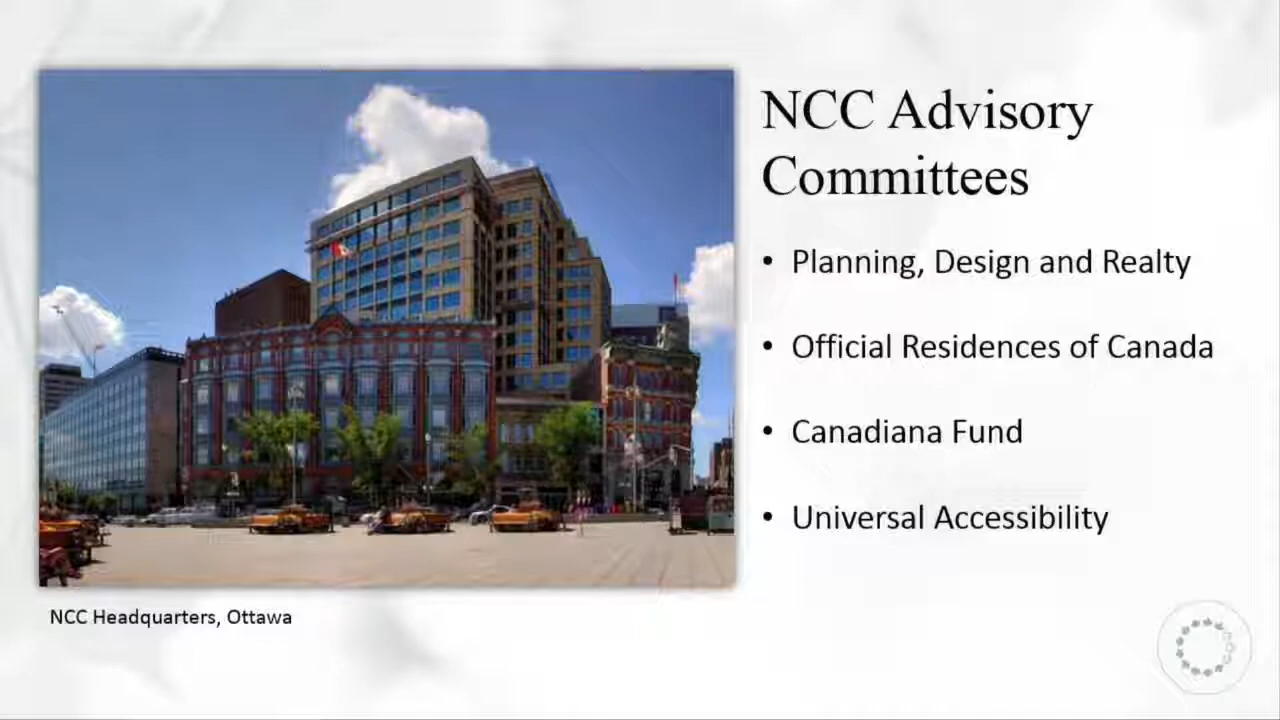 NCC Advisory
Committees
• Planning, Design and Realty
• Official Residences of Canada
• Canadiana Fund
• Universal Accessibility
NCC Headquarters, Ottawa